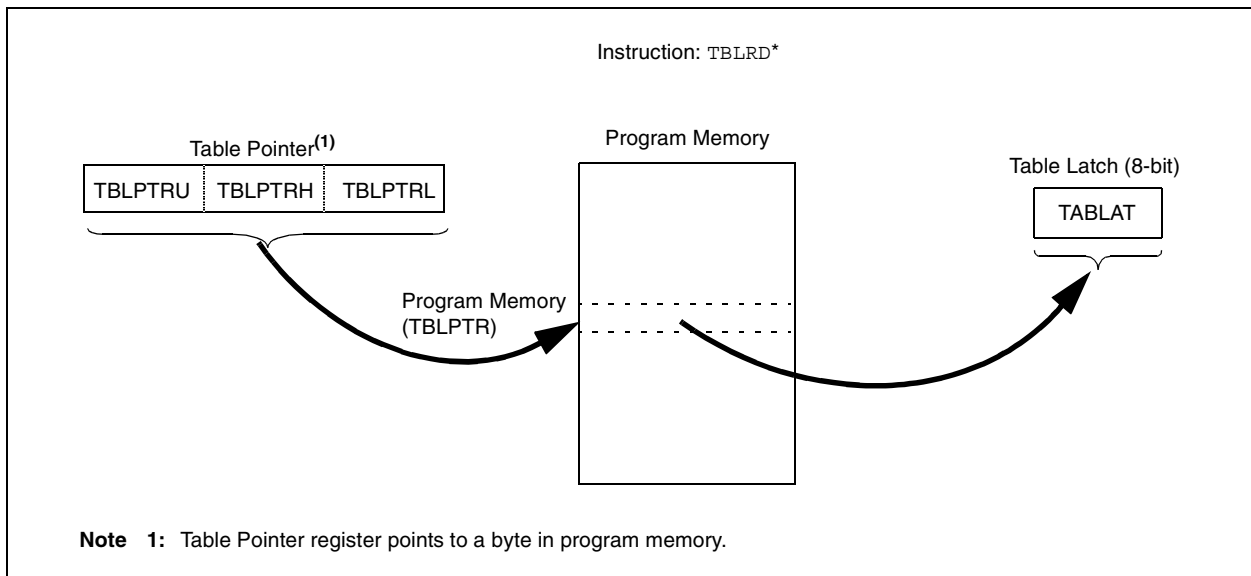 Instruction: TBLRD*
Table Pointer(1)
TBLPTRU TBLPTRH TBLPTRL
Program Memory
(TBLPTR)
Program Memory
Table Latch (8-bit)
TABLAT
Note 1: Table Pointer register points to a byte in program memory.